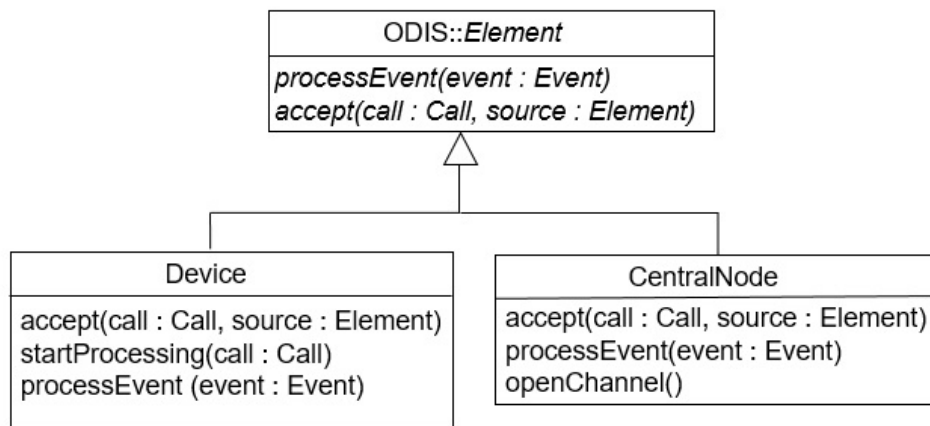 ODIS::Element
processEvent(event : Event)
accept(call : Call, source : Element)
Device
accept(call : Call, source : Element)
startProcessing(call : Call)
processEvent (event : Event)
CentralNode
accept(call : Call, source : Element)
processEvent(event : Event)
openChannel()